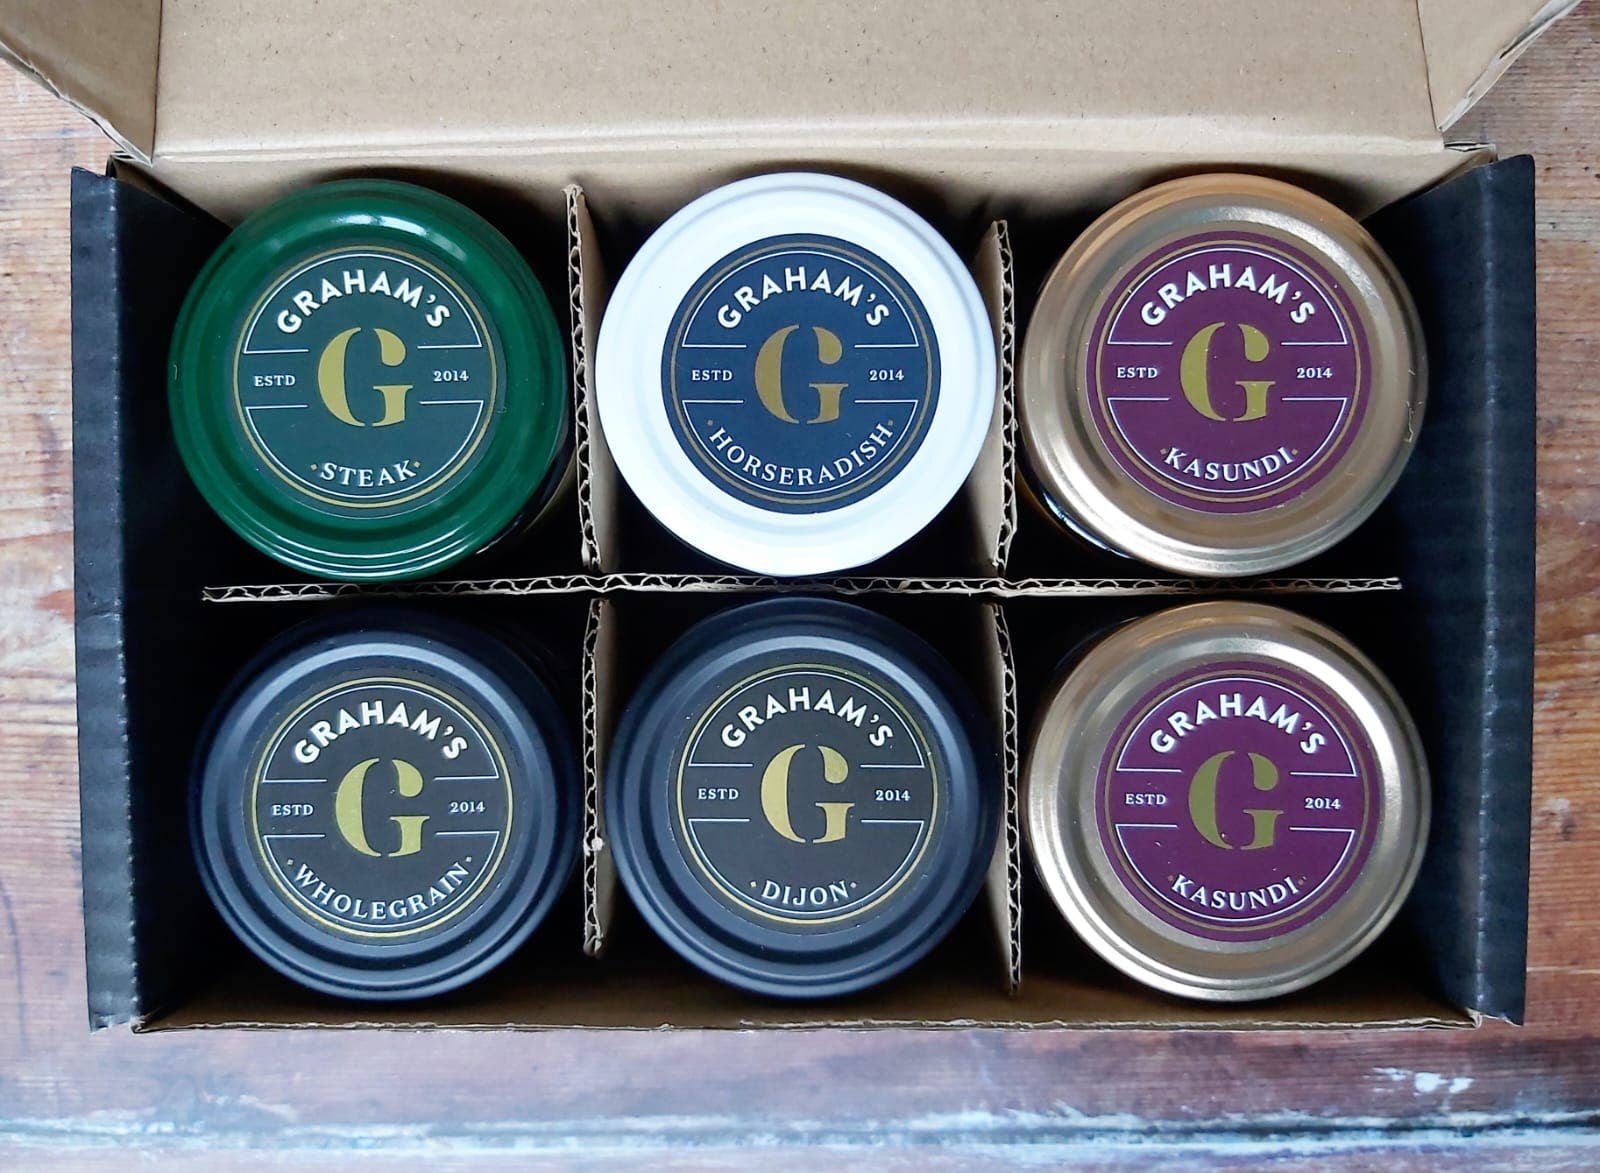 GRAHAM'S
ESTD G 2014
·STEAK·
GRAHAM'S
ESTD G 2014
·HORSERADISH·
GRAHAM'S
ESTD G 2014
·KASUNDI·
GRAHAM'S
ESTD G 2014
·WHOLEGRAIN·
GRAHAM'S
ESTD G 2014
·DIJON·
GRAHAM'S
ESTD G 2014
·KASUNDI·